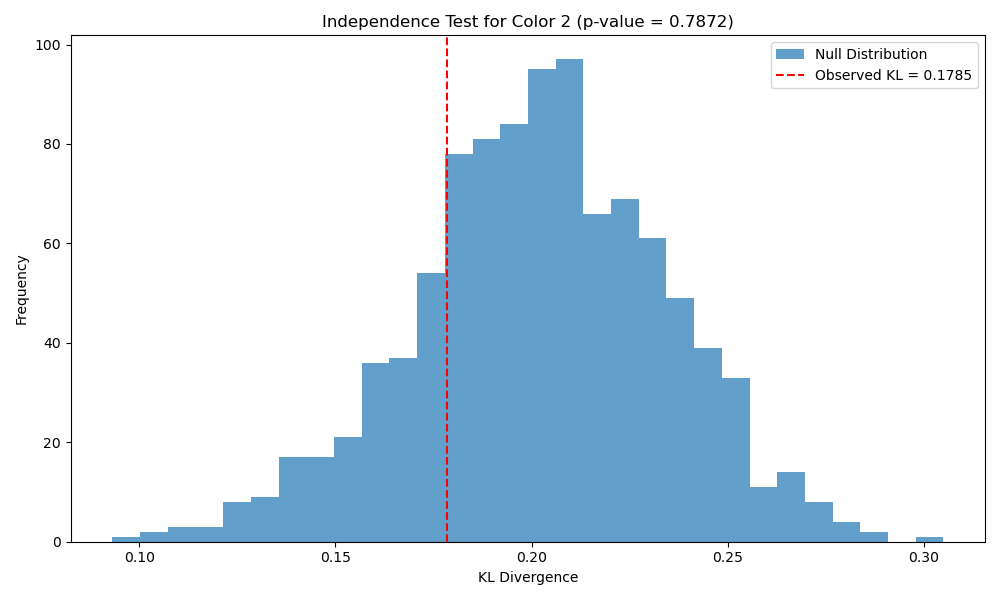 Independence Test for Color 2 (p-value = 0.7872)
Null Distribution
Observed KL = 0.1785
100
80
60
40
20
0
Frequency
0.10 0.15 0.20 0.25 0.30
KL Divergence